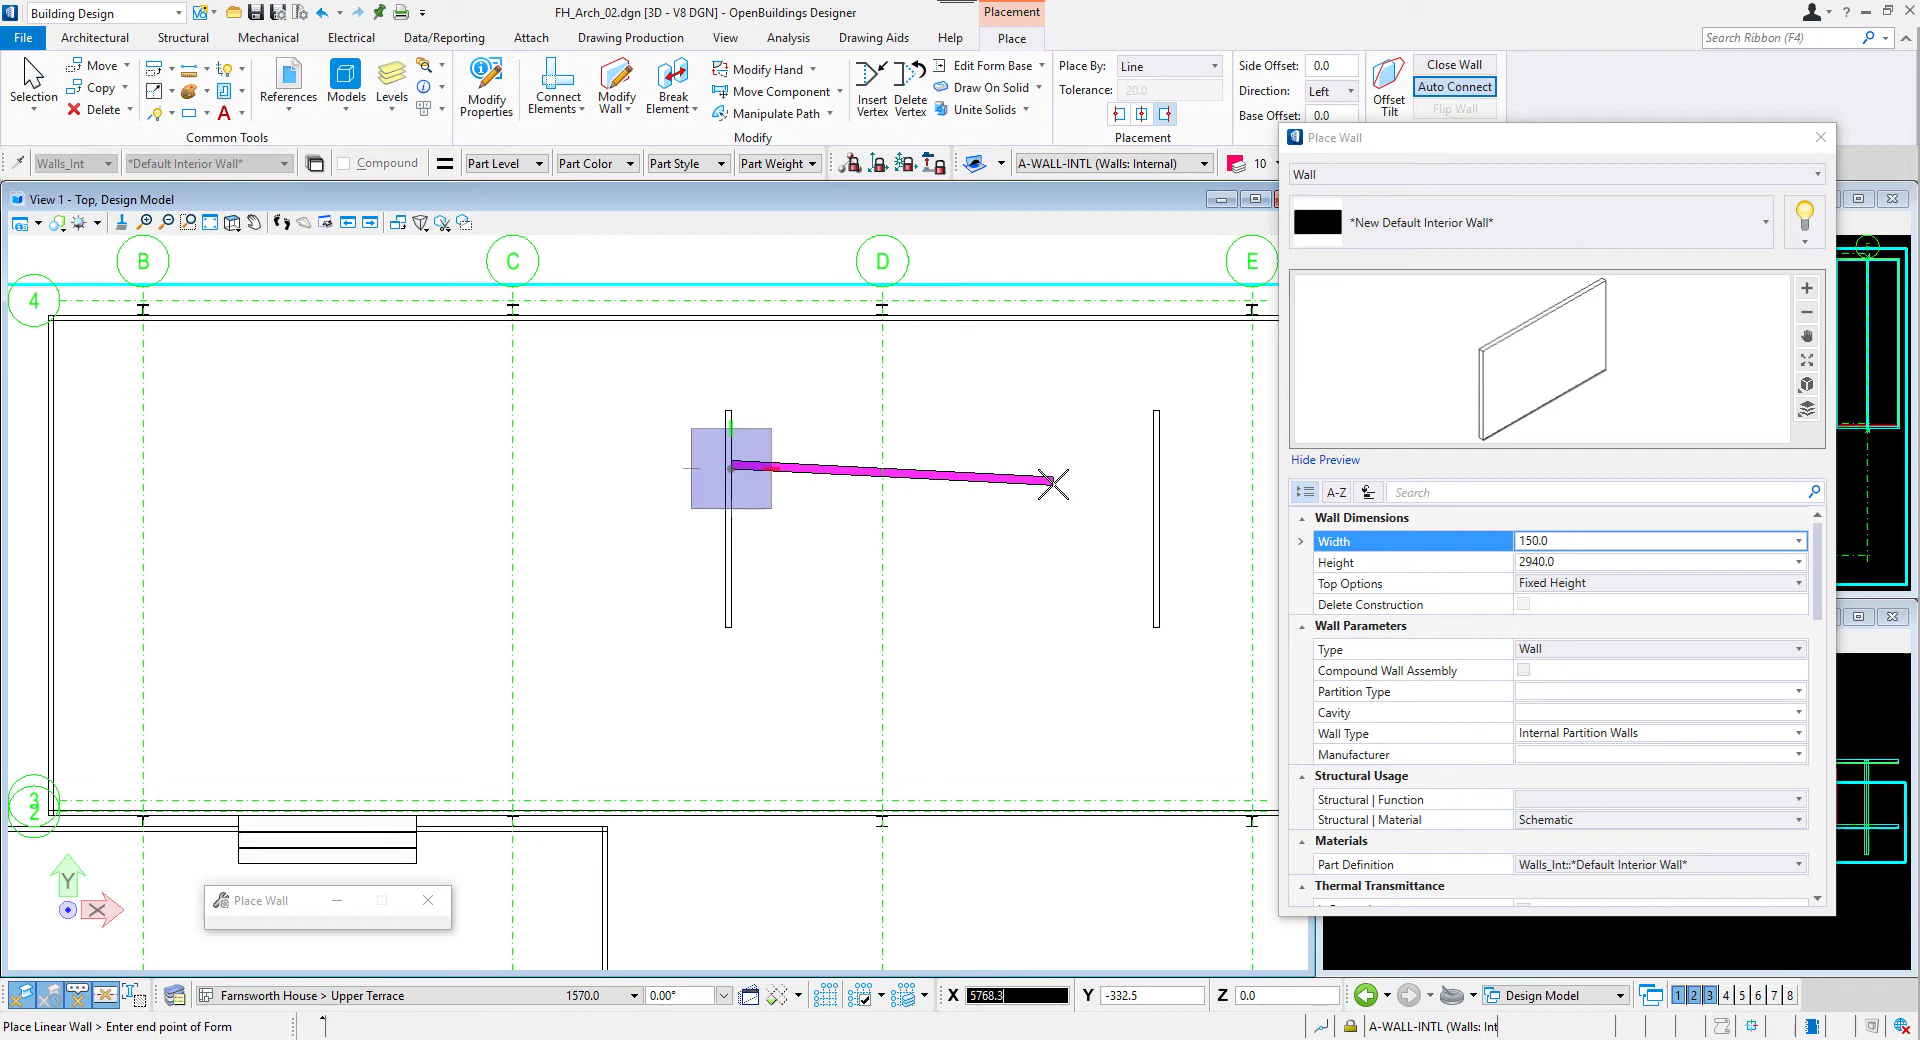 Building Design
FH_Arch_02.dgn [3D - V8 DGN] - OpenBuildings Designer
Placement
File
Architectural
Structural
Mechanical
Electrical
Data/Reporting
Attach
Drawing Production
View
Analysis
Drawing Aids
Help
Place
Search Ribbon (F4)
Selection
Move
Copy
Delete
References
Models
Levels
Common Tools
Modify Properties
Connect Elements
Modify Wall
Break Element
Modify Hand
Move Component
Manipulate Path
Insert Vertex
Delete Vertex
Edit Form Base
Draw On Solid
Unite Solids
Modify
Place By:
Line
Tolerance:
20.0
Placement
Side Offset:
0.0
Direction:
Left
Base Offset:
0.0
Offset Tilt
Close Wall
Auto Connect
Flip Wall
Walls_Int
*Default Interior Wall*
Compound
Part Level
Part Color
Part Style
Part Weight
A-WALL-INTL (Walls: Internal)
10
View 1 - Top, Design Model
B
C
D
E
4
3
2
Y
X
Place Wall
Place Wall
Wall
*New Default Interior Wall*
Hide Preview
A-Z
Search
Wall Dimensions
Width 150.0
Height 2940.0
Top Options Fixed Height
Delete Construction
Wall Parameters
Type Wall
Compound Wall Assembly
Partition Type
Cavity
Wall Type Internal Partition Walls
Manufacturer
Structural Usage
Structural | Function
Structural | Material Schematic
Materials
Part Definition Walls_Int::*Default Interior Wall*
Thermal Transmittance
Farnsworth House > Upper Terrace 1570.0
0.00°
X 5768.3
Y -332.5
Z 0.0
Design Model
1 2 3 4 5 6 7 8
Place Linear Wall > Enter end point of Form
A-WALL-INTL (Walls: Int